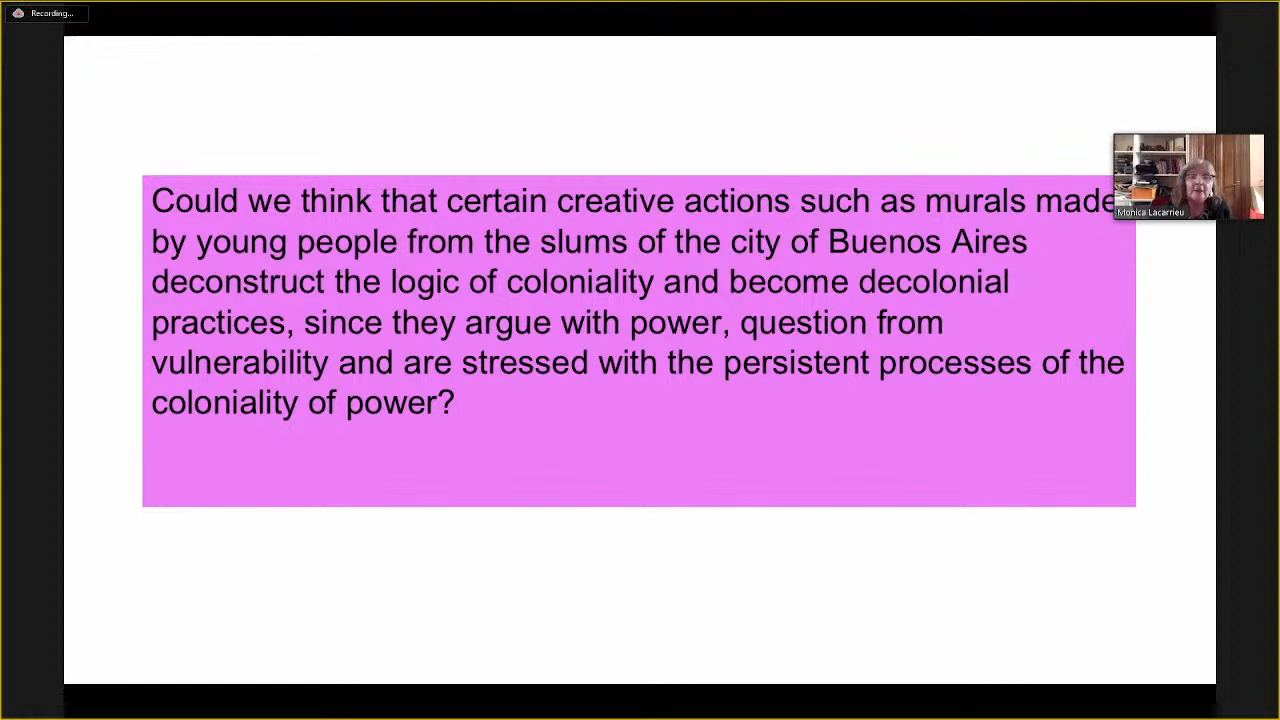 Recording...
Could we think that certain creative actions such as murals made
by young people from the slums of the city of Buenos Aires
deconstruct the logic of coloniality and become decolonial
practices, since they argue with power, question from
vulnerability and are stressed with the persistent processes of the
coloniality of power?
Monica Lacarrieu